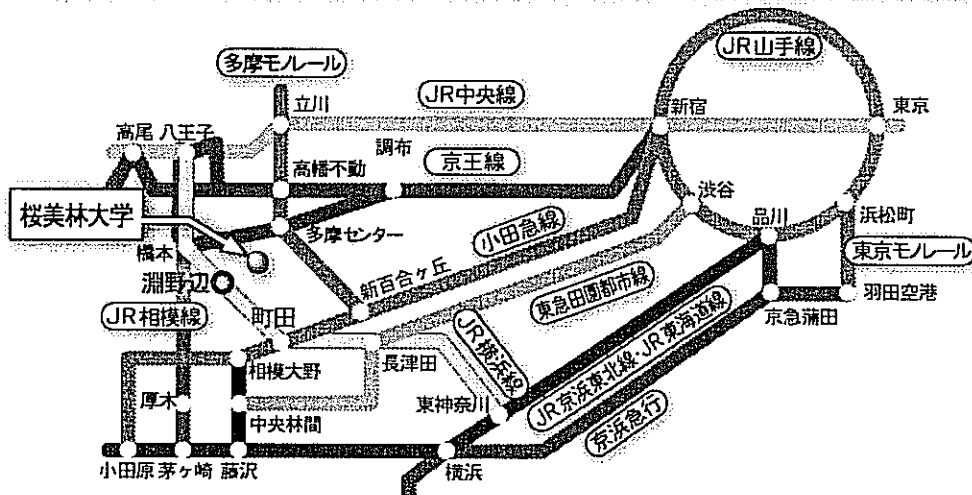 JR山手線
多摩モノレール
立川
JR中央線
新宿
東京
高尾
八王子
調布
京王線
高幡不動
桜美林大学
渋谷
品川
浜松町
多摩センター
小田急線
東京モノレール
橋本
淵野辺
新百合ヶ丘
東急田園都市線
羽田空港
JR相模線
町田
JR横浜線
JR京浜東北線・JR東海道線
京急蒲田
相模大野
長津田
厚木
東神奈川
京浜急行
中央林間
小田原
茅ヶ崎
藤沢
横浜